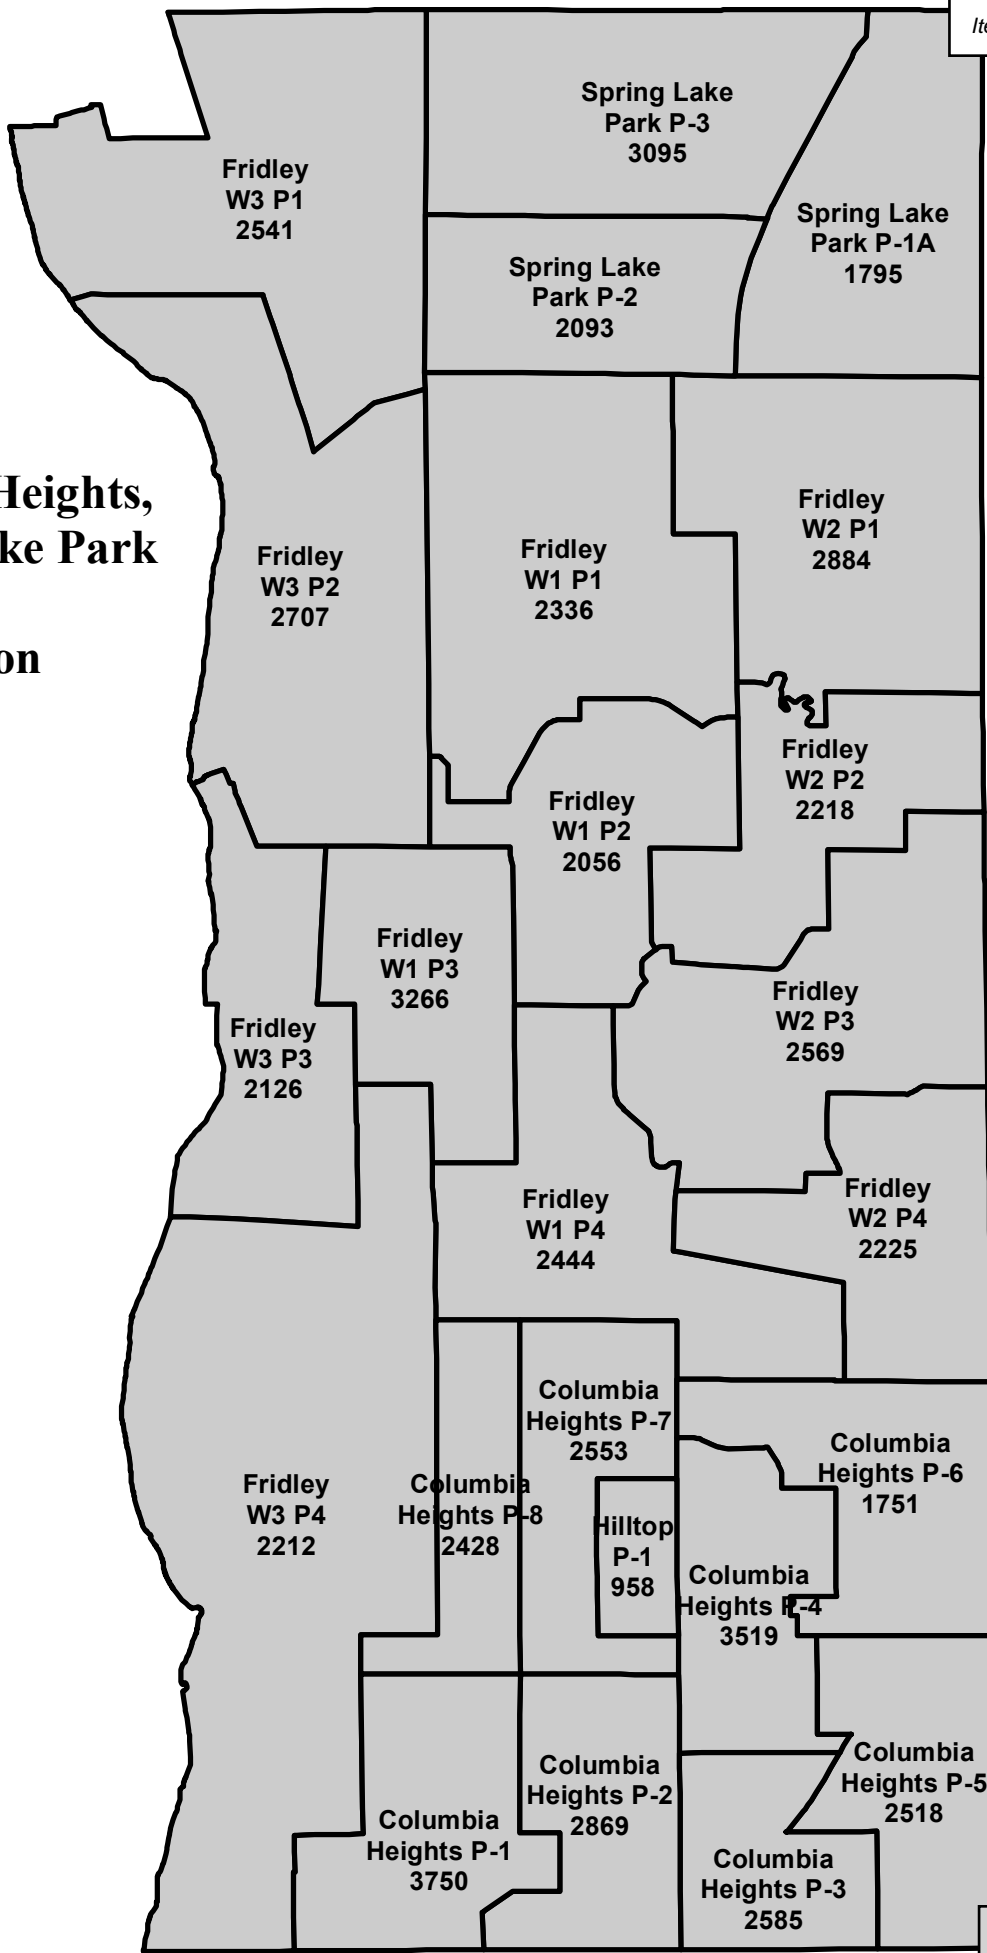 Ite
Spring Lake
Park P-3
3095
Fridley
W3 P1
2541
Spring Lake
Park P-1A
1795
Spring Lake
Park P-2
2093
Heights,
ke Park
on
Fridley
W3 P2
2707
Fridley
W1 P1
2336
Fridley
W2 P1
2884
Fridley
W2 P2
2218
Fridley
W1 P2
2056
Fridley
W1 P3
3266
Fridley
W2 P3
2569
Fridley
W3 P3
2126
Fridley
W1 P4
2444
Fridley
W2 P4
2225
Columbia
Heights P-7
2553
Columbia
Heights P-6
1751
Fridley
W3 P4
2212
Columbia
Heights P-8
2428
Hilltop
P-1
958
Columbia
Heights P-4
3519
Columbia
Heights P-5
2518
Columbia
Heights P-2
2869
Columbia
Heights P-1
3750
Columbia
Heights P-3
2585